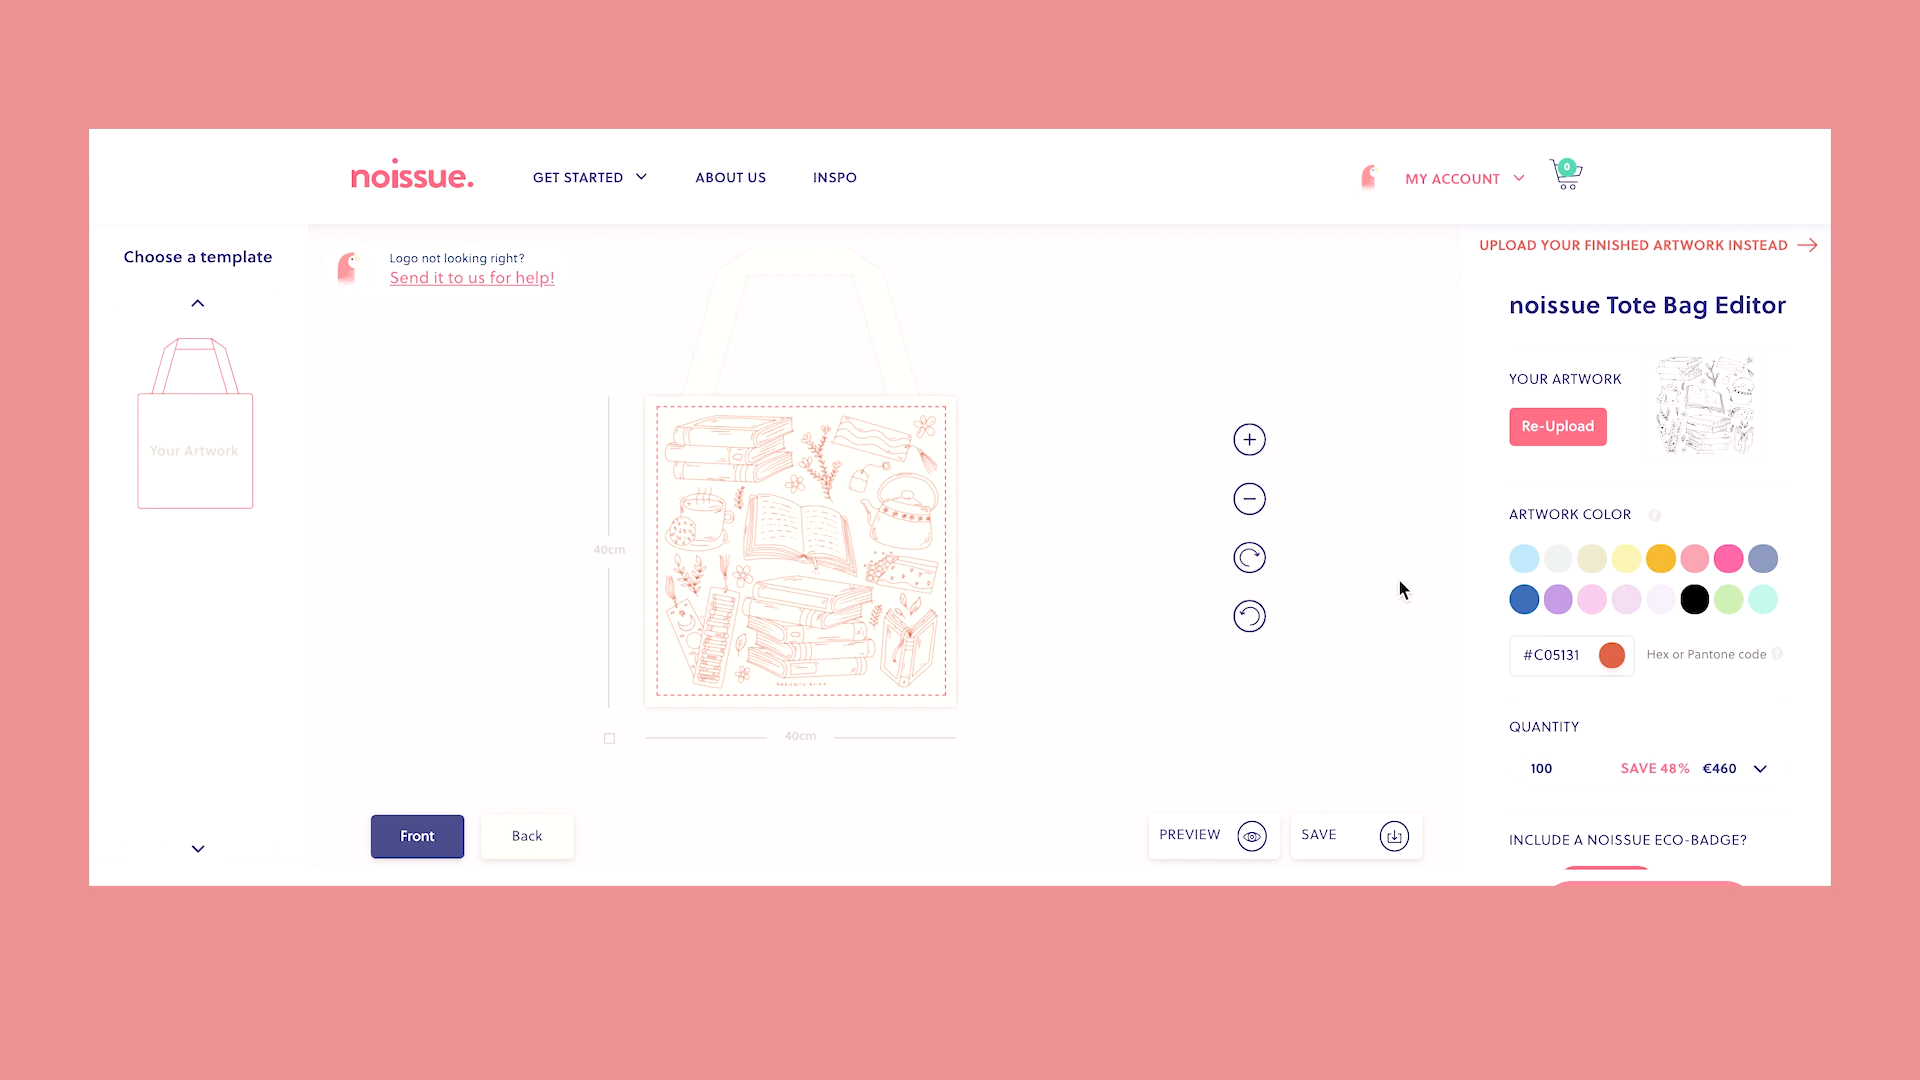 noissue.
GET STARTED
ABOUT US
INSPO
MY ACCOUNT
0
Choose a template
Your Artwork
Logo not looking right?
Send it to us for help!
40cm
40cm
Front
Back
PREVIEW
SAVE
UPLOAD YOUR FINISHED ARTWORK INSTEAD
noissue Tote Bag Editor
YOUR ARTWORK
Re-Upload
ARTWORK COLOR
?
#C05131
Hex or Pantone code
?
QUANTITY
100 SAVE 48% €460
INCLUDE A NOISSUE ECO-BADGE?